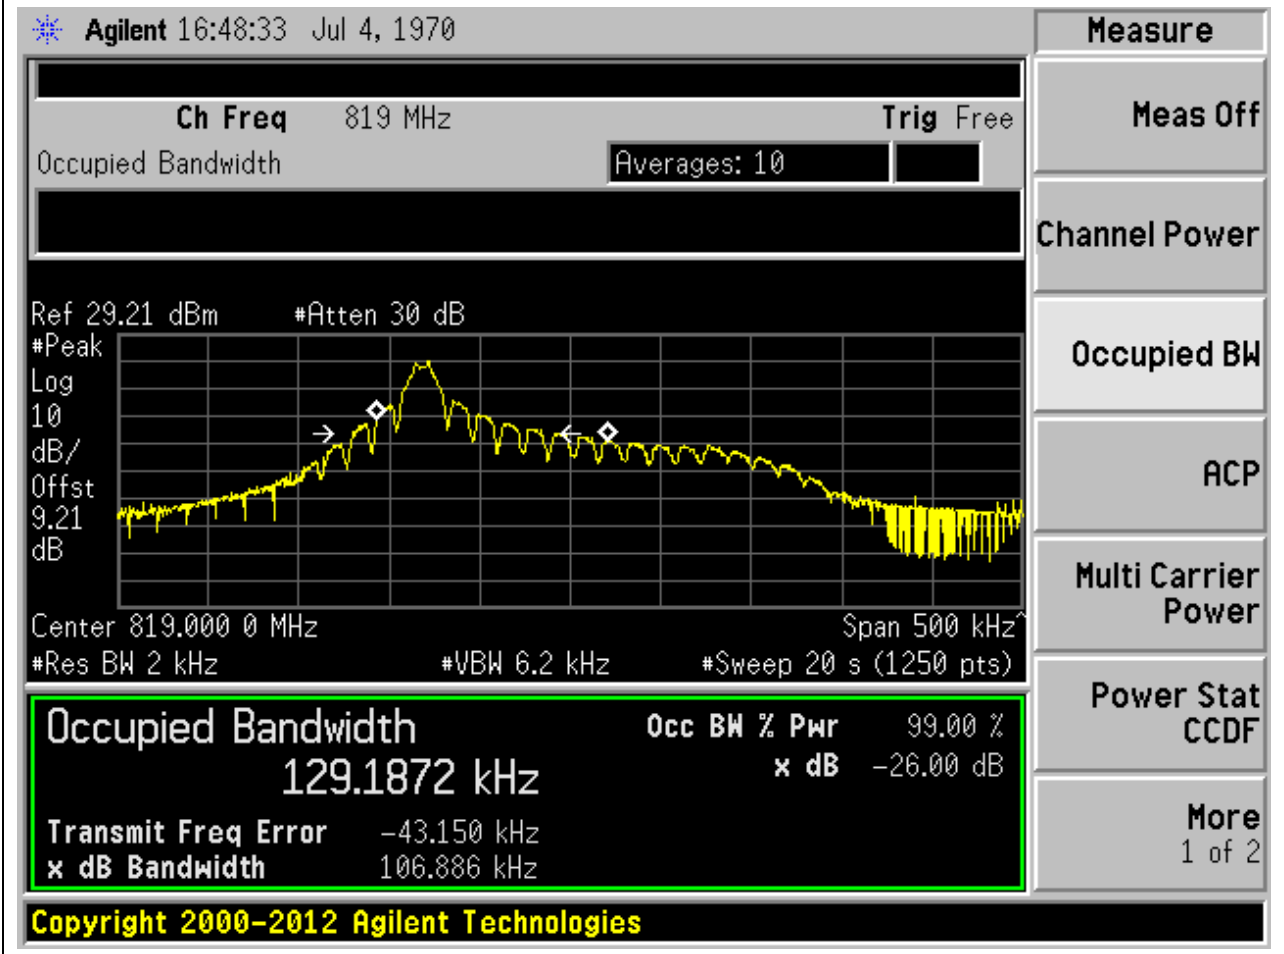 Agilent 16:48:33 Jul 4, 1970
Measure
Ch Freq 819 MHz Trig Free
Occupied Bandwidth Averages: 10
Meas Off
Channel Power
Occupied BW
ACP
Multi Carrier
Power
Power Stat
CCDF
More
1 of 2
Ref 29.21 dBm #Atten 30 dB
#Peak
Log
10
dB/
Offst
9.21
dB
Center 819.000 0 MHz Span 500 kHz^
#Res BW 2 kHz #VBW 6.2 kHz #Sweep 20 s (1250 pts)
Occupied Bandwidth Occ BW % Pwr 99.00 %
129.1872 kHz x dB -26.00 dB
Transmit Freq Error -43.150 kHz
x dB Bandwidth 106.886 kHz
Copyright 2000-2012 Agilent Technologies